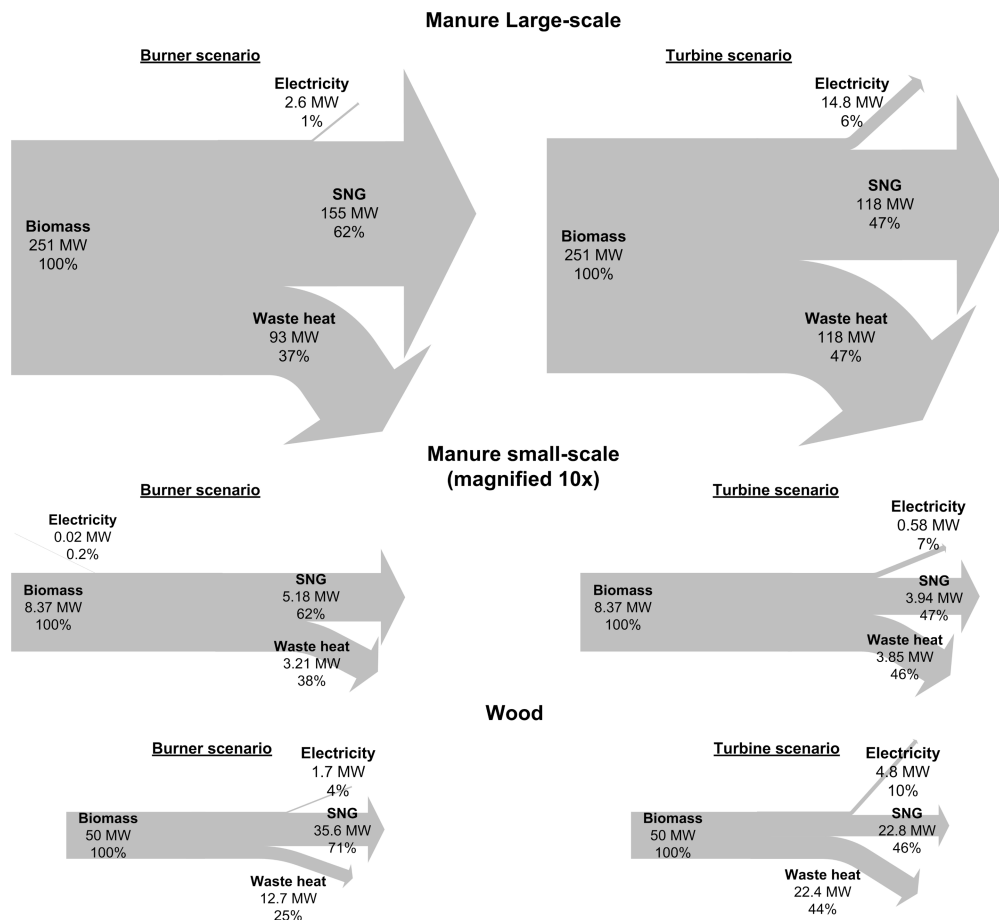 Manure Large-scale
Burner scenario
Electricity
2.6 MW
1%
SNG
155 MW
62%
Biomass
251 MW
100%
Waste heat
93 MW
37%
Turbine scenario
Electricity
14.8 MW
6%
SNG
118 MW
47%
Biomass
251 MW
100%
Waste heat
118 MW
47%
Manure small-scale
(magnified 10x)
Burner scenario
Electricity
0.02 MW
0.2%
Biomass
8.37 MW
100%
SNG
5.18 MW
62%
Waste heat
3.21 MW
38%
Turbine scenario
Electricity
0.58 MW
7%
Biomass
8.37 MW
100%
SNG
3.94 MW
47%
Waste heat
3.85 MW
46%
Wood
Burner scenario
Electricity
1.7 MW
4%
Biomass
50 MW
100%
SNG
35.6 MW
71%
Waste heat
12.7 MW
25%
Turbine scenario
Electricity
4.8 MW
10%
Biomass
50 MW
100%
SNG
22.8 MW
46%
Waste heat
22.4 MW
44%